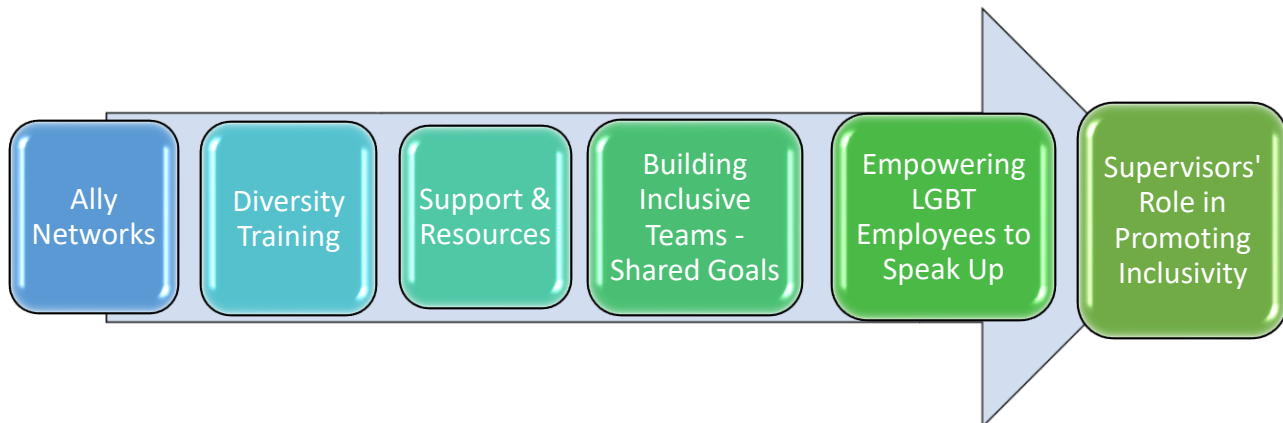 Ally
Networks
Diversity
Training
Support &
Resources
Building
Inclusive
Teams -
Shared Goals
Empowering
LGBT
Employees to
Speak Up
Supervisors'
Role in
Promoting
Inclusivity